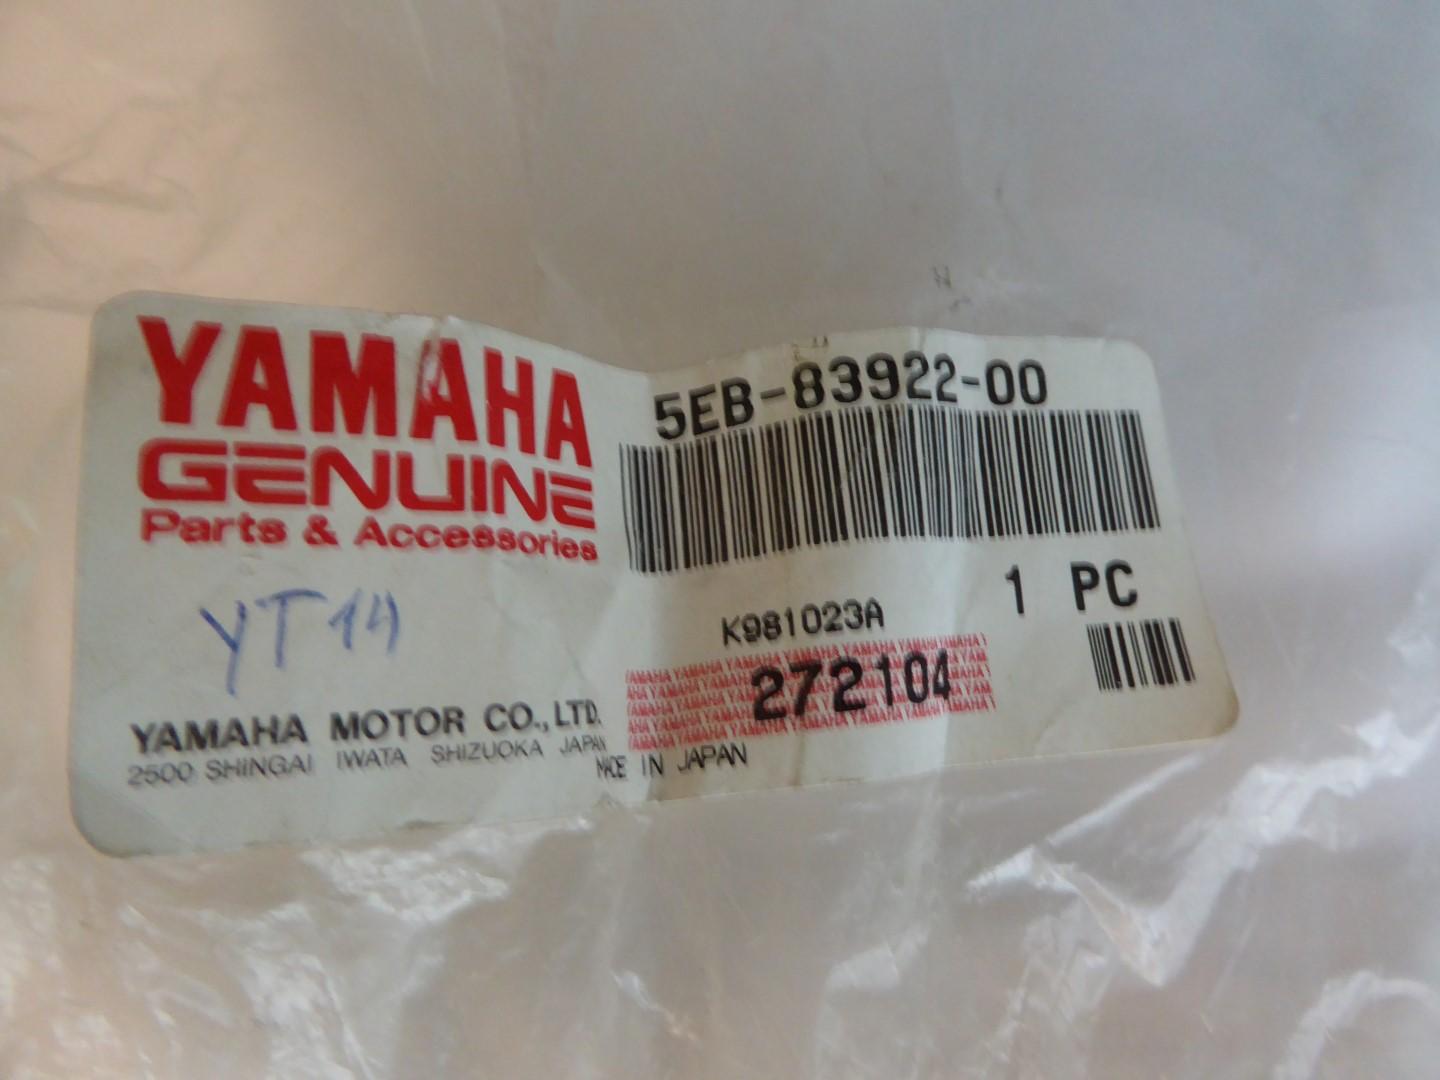 YAMAHA
GENUINE
Parts & Accessories
YT14
YAMAHA MOTOR CO., LTD.
2500 SHINGAI IWATA SHIZUOKA JAPAN
5EB-83922-00
1 PC
K981023A
272104
MADE IN JAPAN